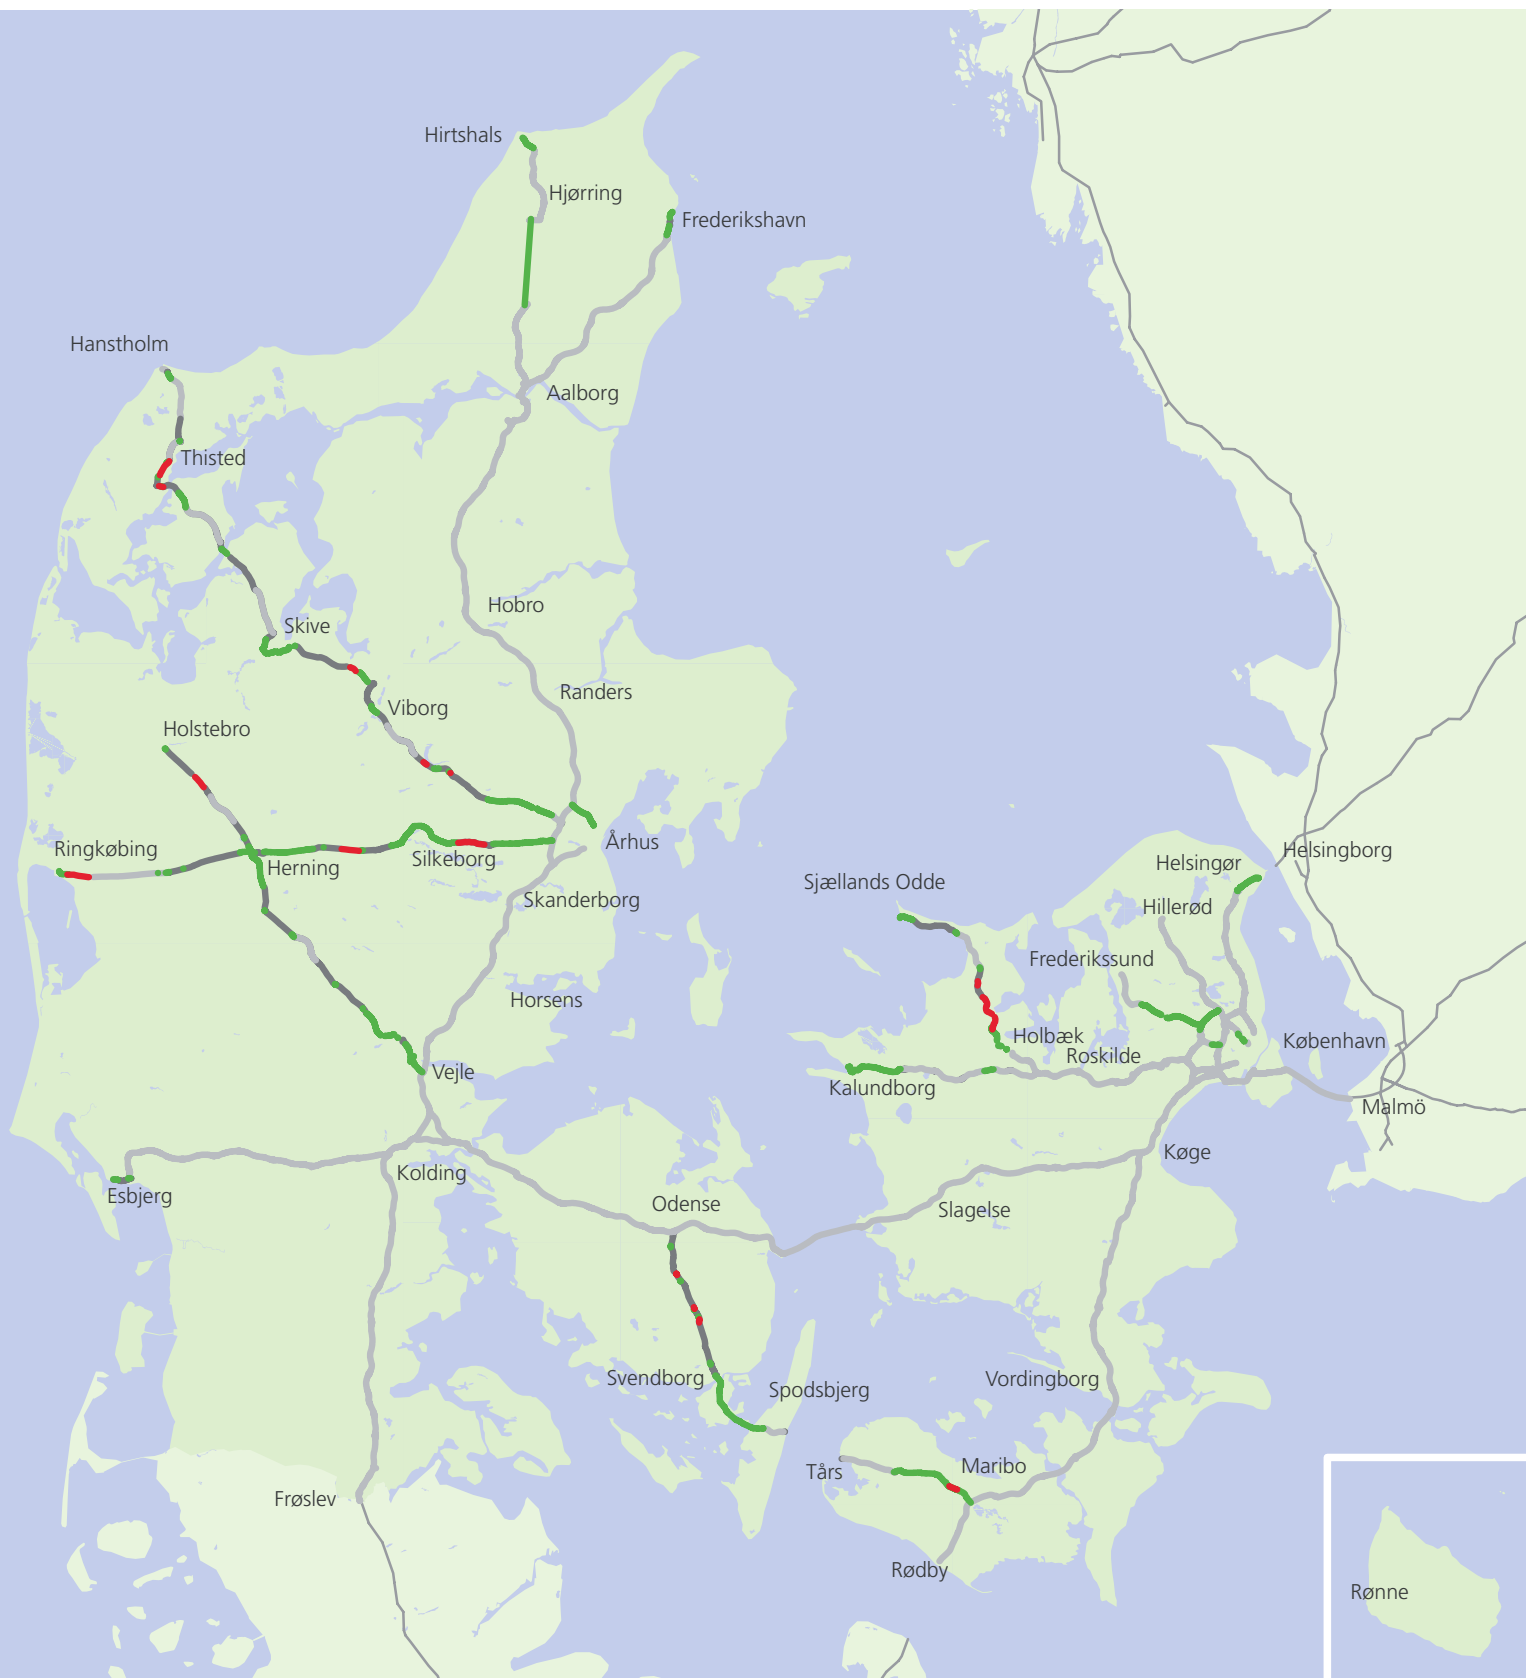 Hirtshals
Hjørring
Frederikshavn
Hanstholm
Aalborg
Thisted
Hobro
Skive
Randers
Viborg
Holstebro
Århus
Ringkøbing
Silkeborg
Herning
Skanderborg
Helsingborg
Helsingør
Sjællands Odde
Hillerød
Frederikssund
Horsens
Holbæk
København
Roskilde
Vejle
Kalundborg
Malmö
Køge
Kolding
Esbjerg
Odense
Slagelse
Svendborg
Spodsbjerg
Vordingborg
Tårs
Maribo
Frøslev
Rødby
Rønne